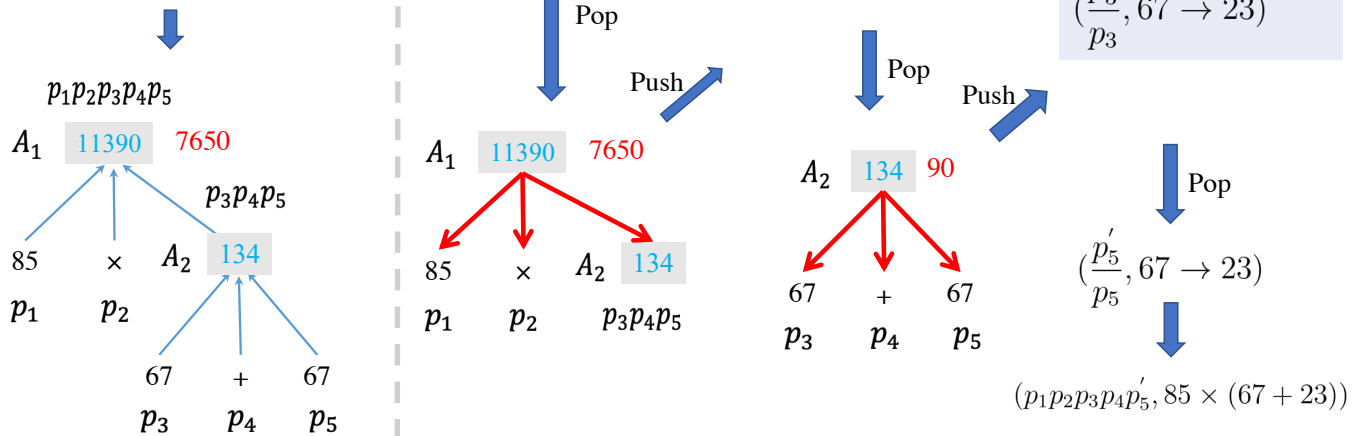 p₁p₂p₃p₄p₅
A₁ 11390 7650
p₃p₄p₅
85 × A₂ 134
p₁ p₂
67 + 67
p₃ p₄ p₅
Pop
Push
A₁ 11390 7650
85 × A₂ 134
p₁ p₂ p₃p₄p₅
Pop
Push
A₂ 134 90
67 + 67
p₃ p₄ p₅
p₃, 67 → 23)
Pop
(p₅'/p₅, 67 → 23)
(p₁p₂p₃p₄p₅', 85 × (67 + 23))